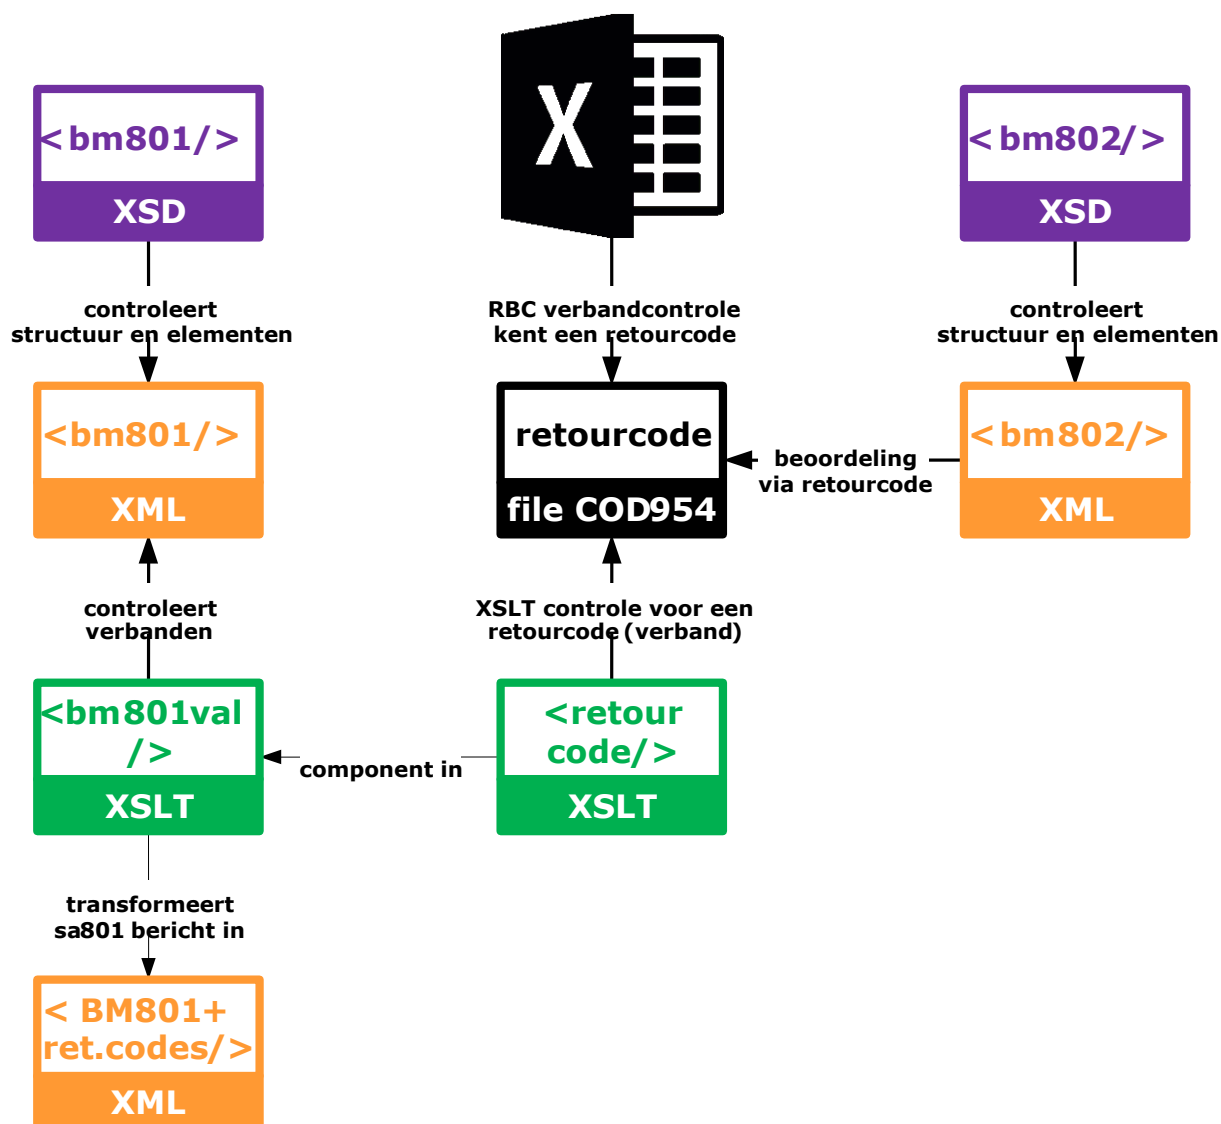 <bm801/>
XSD
controleert
structuur en elementen
<bm801/>
XML
controleert
verbanden
<bm801val
/>
XSLT
transformeert
sa801 bericht in
< BM801+
ret.codes/>
XML
component in
X
RBC verbandcontrole
kent een retourcode
retourcode
file COD954
XSLT controle voor een
retourcode (verband)
<retour
code/>
XSLT
beoordeling
via retourcode
<bm802/>
XSD
controleert
structuur en elementen
<bm802/>
XML